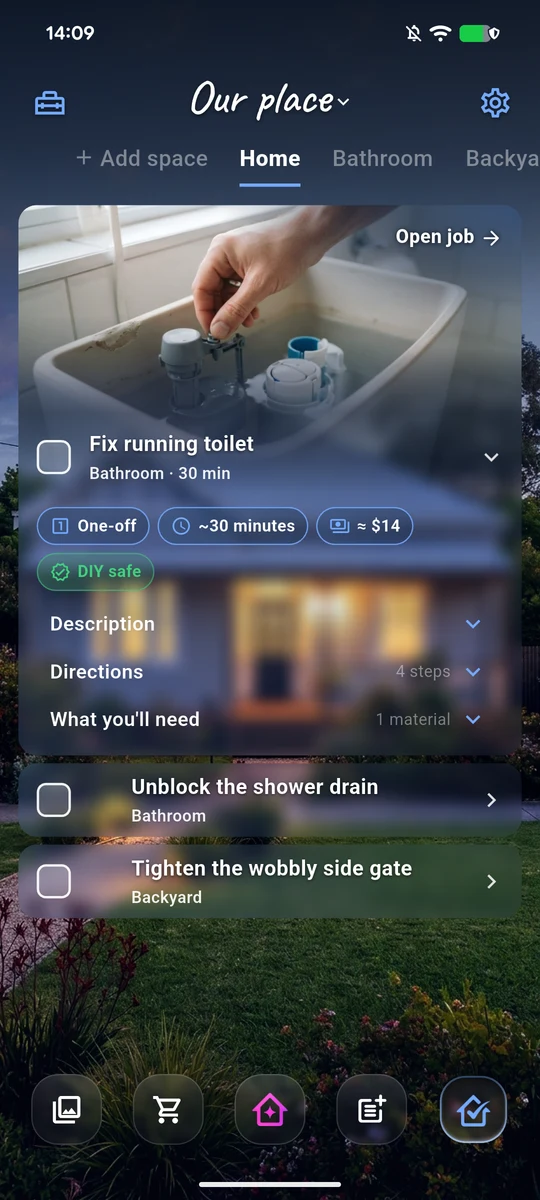 14:09
Our place
+ Add space Home Bathroom Backya
Open job →
Fix running toilet
Bathroom · 30 min
1 One-off ~30 minutes ≈ $14
DIY safe
Description
Directions 4 steps
What you'll need 1 material
Unblock the shower drain
Bathroom
Tighten the wobbly side gate
Backyard